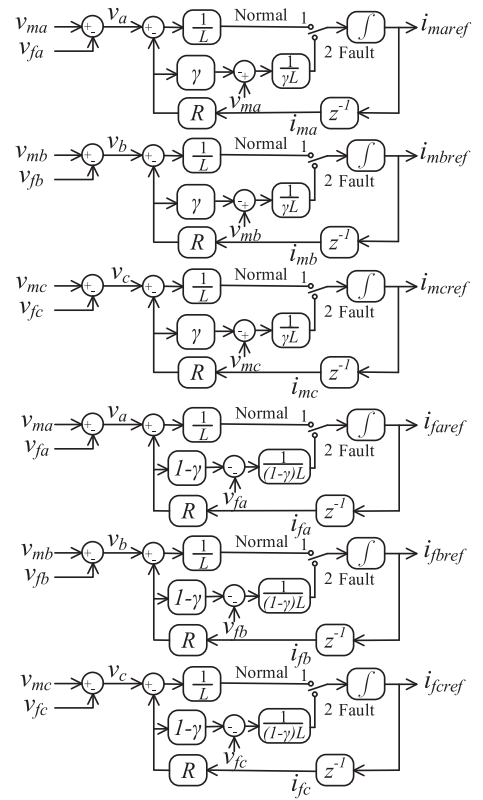 v_ma v_a 1/L Normal 1 ∫ i_maref
v_fa 2 Fault
γ 1/γL
v_ma
R i_ma z^-1
v_mb v_b 1/L Normal 1 ∫ i_mbref
v_fb 2 Fault
γ 1/γL
v_mb
R i_mb z^-1
v_mc v_c 1/L Normal 1 ∫ i_mcref
v_fc 2 Fault
γ 1/γL
v_mc
R i_mc z^-1
v_ma v_a 1/L Normal 1 ∫ i_faref
v_fa 2 Fault
1-γ 1/(1-γ)L
v_fa
R i_fa z^-1
v_mb v_b 1/L Normal 1 ∫ i_fbref
v_fb 2 Fault
1-γ 1/(1-γ)L
v_fb
R i_fb z^-1
v_mc v_c 1/L Normal 1 ∫ i_fcref
v_fc 2 Fault
1-γ 1/(1-γ)L
v_fc
R i_fc z^-1